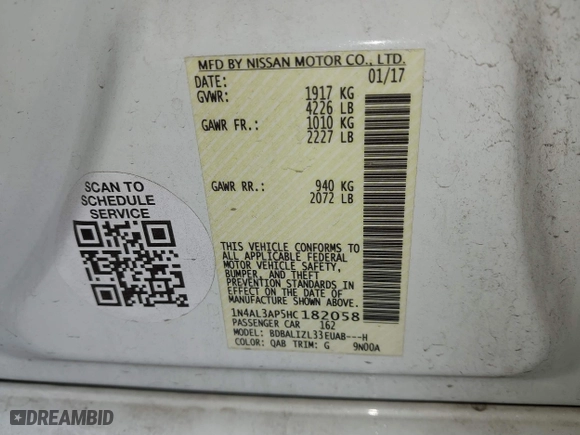 MFD BY NISSAN MOTOR CO., LTD.
DATE: 01/17
GVWR: 1917 KG
4226 LB
GAWR FR.: 1010 KG
2227 LB
GAWR RR.: 940 KG
2072 LB
THIS VEHICLE CONFORMS TO
ALL APPLICABLE FEDERAL
MOTOR VEHICLE SAFETY,
BUMPER, AND THEFT
PREVENTION STANDARDS IN
EFFECT ON THE DATE OF
MANUFACTURE SHOWN ABOVE.
1N4AL3AP5HC182058
PASSENGER CAR 162
MODEL: BDBALIZL33EUAB---H
COLOR: QAB TRIM: G 9N00A
SCAN TO
SCHEDULE
SERVICE
DREAMBID